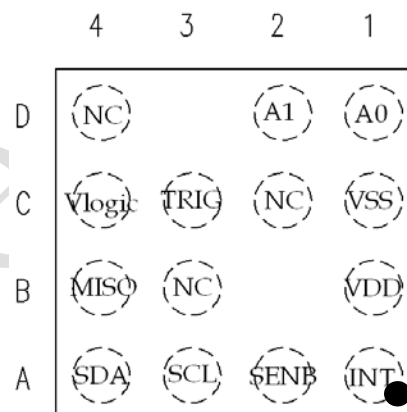 4 3 2 1
D NC A1 A0
C Vlogic TRIG NC VSS
B MISO NC VDD
A SDA SCL SENB INT